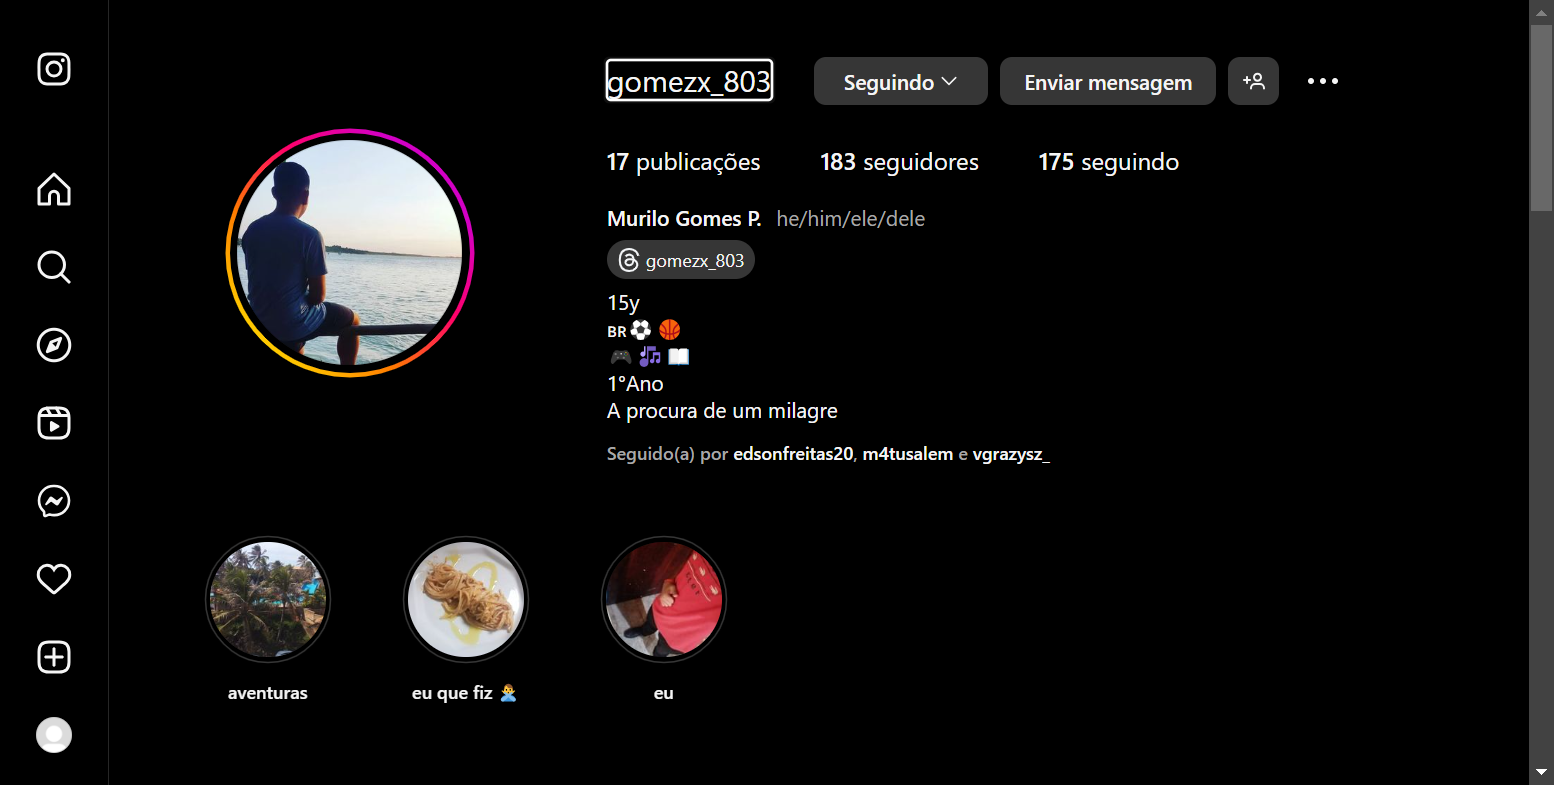 gomezx_803
Seguindo
Enviar mensagem
17 publicações
183 seguidores
175 seguindo
Murilo Gomes P. he/him/ele/dele
gomezx_803
15y
BR⚽ 🏀
🎮 🎶 📖
1°Ano
A procura de um milagre
Seguido(a) por edsonfreitas20, m4tusalem e vgrazysz_
aventuras
eu que fiz 🤷‍♂️
eu